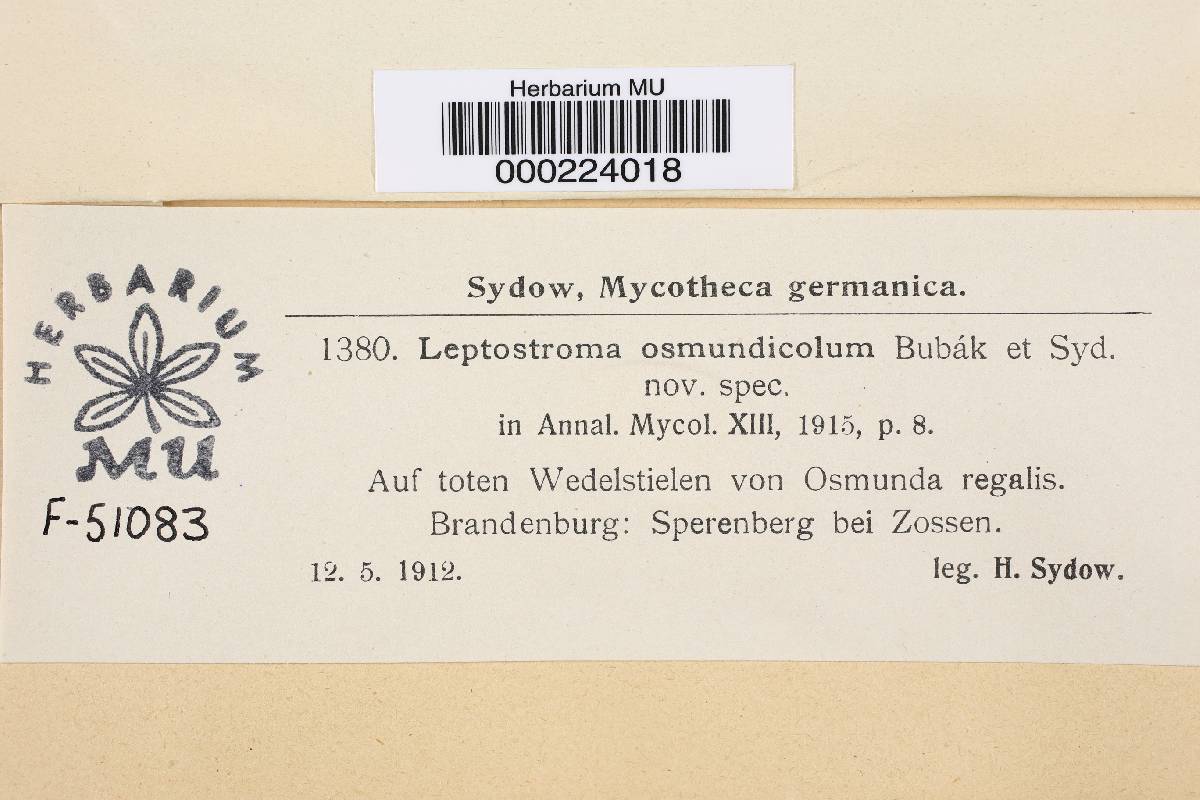 Herbarium MU
000224018
HERBARIUM
MU
F-51083
Sydow, Mycotheca germanica.
1380. Leptostroma osmundicolum Bubák et Syd.
nov. spec.
in Annal. Mycol. XIII, 1915, p. 8.
Auf toten Wedelstielen von Osmunda regalis.
Brandenburg: Sperenberg bei Zossen.
12. 5. 1912. leg. H. Sydow.